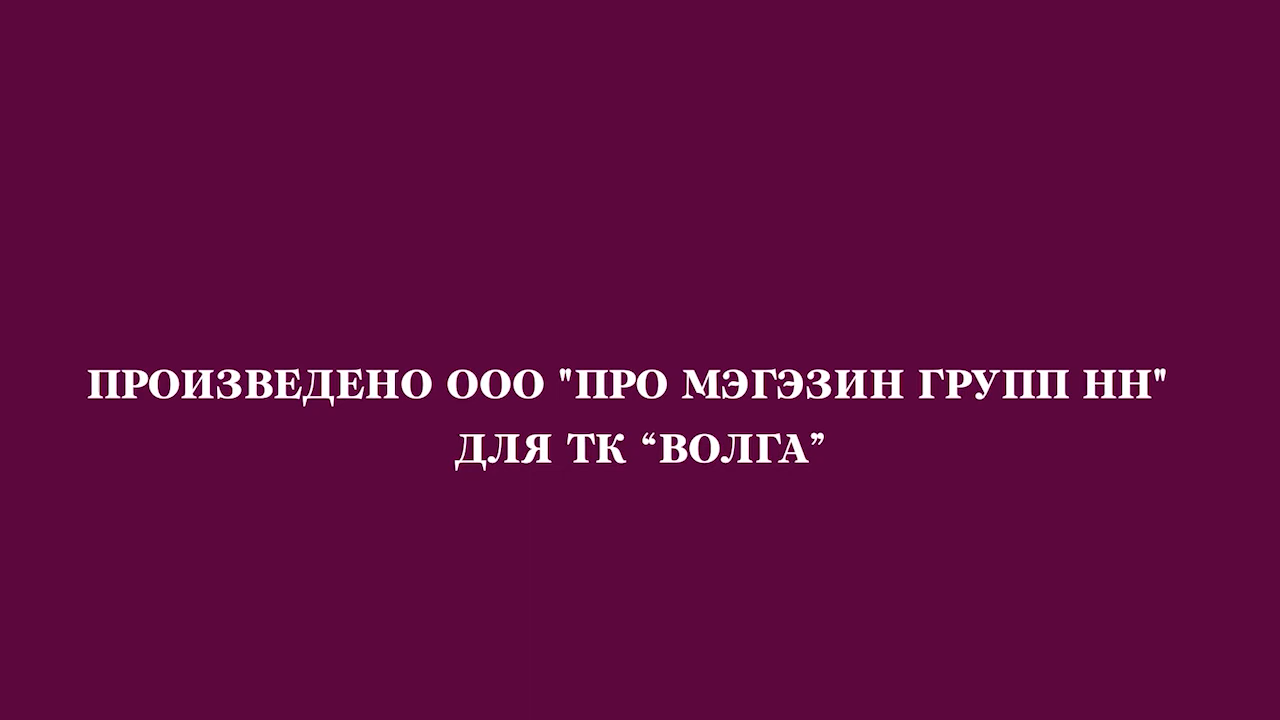 ПРОИЗВЕДЕНО ООО "ПРО МЭГЭЗИН ГРУПП НН"
ДЛЯ ТК “ВОЛГА”